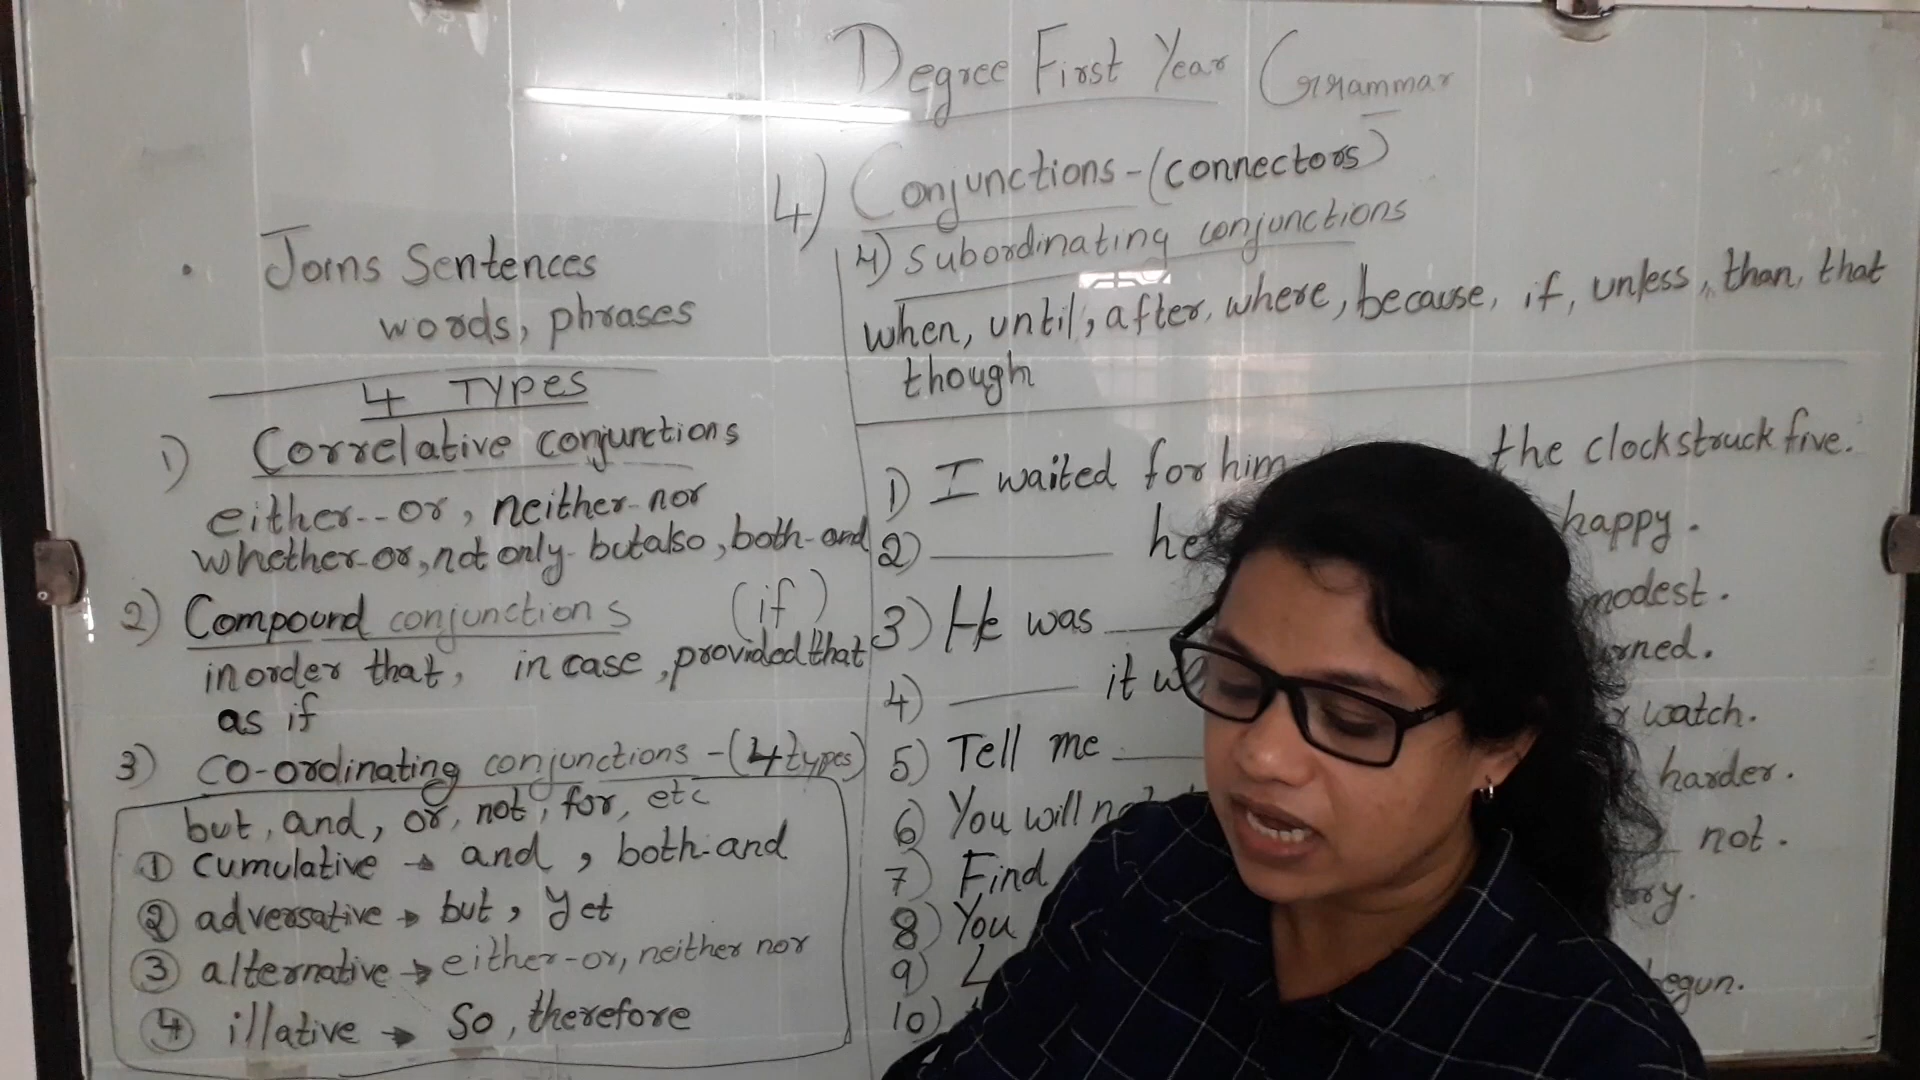 Degree First Year Grammar
4) Conjunctions - (connectors)
. Joins Sentences
words, phrases
4 TYPES
1) Correlative conjunctions
either--or, neither-nor
whether-or, not only-but also, both-and
2) Compound conjunctions (if)
in order that, in case, provided that
as if
3) co-ordinating conjunctions - (4 types)
but, and, or, not, for, etc
① cumulative → and, both-and
② adversative → but, yet
③ alternative → either-or, neither nor
④ illative → So, therefore
4) Subordinating conjunctions
when, until, after, where, because, if, unless, than, that
though
1) I waited for him the clock struck five.
2) ______ he happy.
3) He was ______ modest.
4) ______ it
5) Tell me ______ watch.
6) You will harder.
7) Find ______ not.
8) You
9)
10)